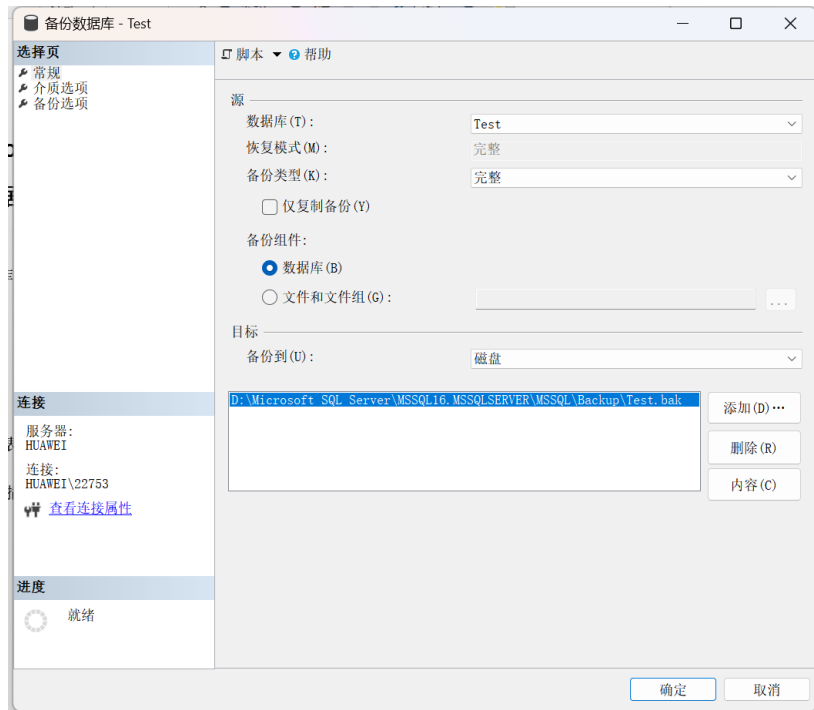 备份数据库 - Test
选择页
常规
介质选项
备份选项
脚本 帮助
源
数据库(T): Test
恢复模式(M): 完整
备份类型(K): 完整
仅复制备份(Y)
备份组件:
数据库(B)
文件和文件组(G): ...
目标
备份到(U): 磁盘
D:\Microsoft SQL Server\MSSQL16.MSSQLSERVER\MSSQL\Backup\Test.bak
添加(D)...
删除(R)
内容(C)
连接
服务器:
HUAWEI
连接:
HUAWEI\22753
查看连接属性
进度
就绪
确定 取消